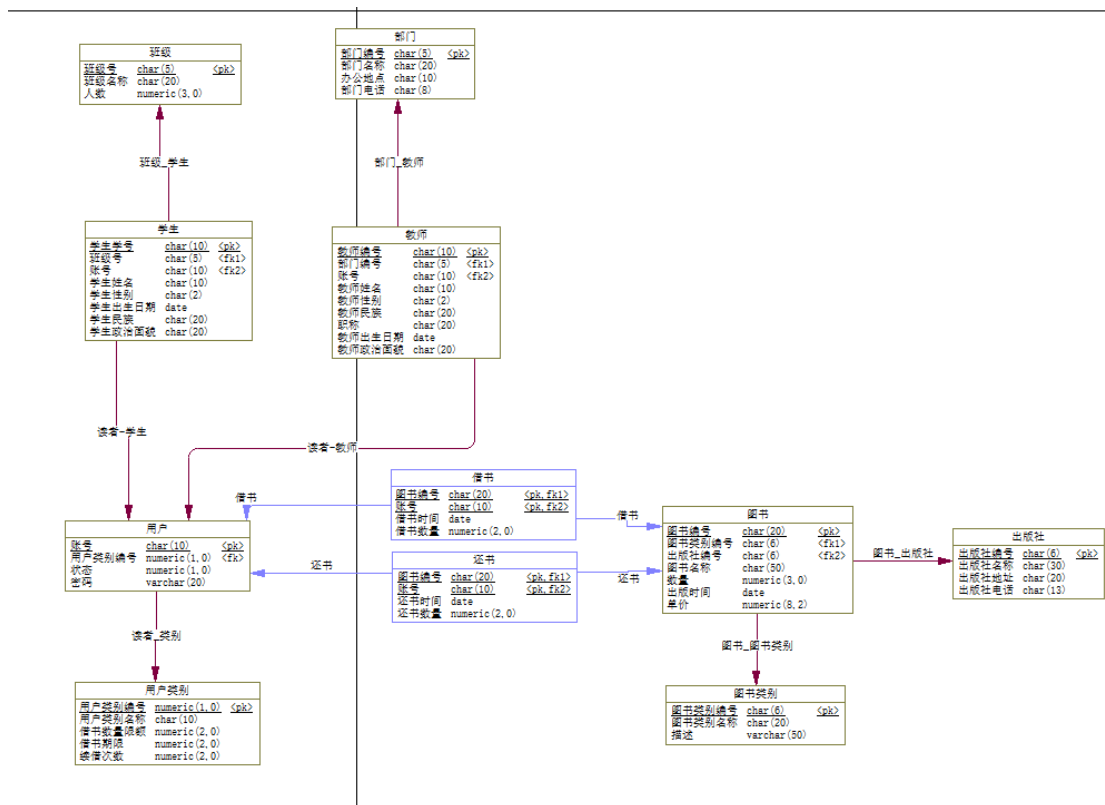 班级
班级号 char(5) <pk>
班级名称 char(20)
人数 numeric(3,0)
部门
部门编号 char(5) <pk>
部门名称 char(20)
办公地点 char(10)
部门电话 char(8)
班级_学生
部门_教师
学生
学生学号 char(10) <pk>
班级号 char(5) <fk1>
账号 char(10) <fk2>
学生姓名 char(10)
学生性别 char(2)
学生出生日期 date
学生民族 char(20)
学生政治面貌 char(20)
教师
教师编号 char(10) <pk>
部门编号 char(5) <fk1>
账号 char(10) <fk2>
教师姓名 char(10)
教师性别 char(2)
教师民族 char(20)
职称 char(20)
教师出生日期 date
教师政治面貌 char(20)
读者-学生
读者-教师
借书
借书
图书编号 char(20) <pk,fk1>
账号 char(10) <pk,fk2>
借书时间 date
借书数量 numeric(2,0)
借书
用户
账号 char(10) <pk>
用户类别编号 numeric(1,0) <fk>
状态 numeric(1,0)
密码 varchar(20)
还书
还书
图书编号 char(20) <pk,fk1>
账号 char(10) <pk,fk2>
还书时间 date
还书数量 numeric(2,0)
还书
图书
图书编号 char(20) <pk>
图书类别编号 char(6) <fk1>
出版社编号 char(6) <fk2>
图书名称 char(50)
数量 numeric(3,0)
出版时间 date
单价 numeric(8,2)
图书_出版社
出版社
出版社编号 char(6) <pk>
出版社名称 char(30)
出版社地址 char(20)
出版社电话 char(13)
读者_类别
图书_图书类别
用户类别
用户类别编号 numeric(1,0) <pk>
用户类别名称 char(10)
借书数量限额 numeric(2,0)
借书期限 numeric(2,0)
续借次数 numeric(2,0)
图书类别
图书类别编号 char(6) <pk>
图书类别名称 char(20)
描述 varchar(50)